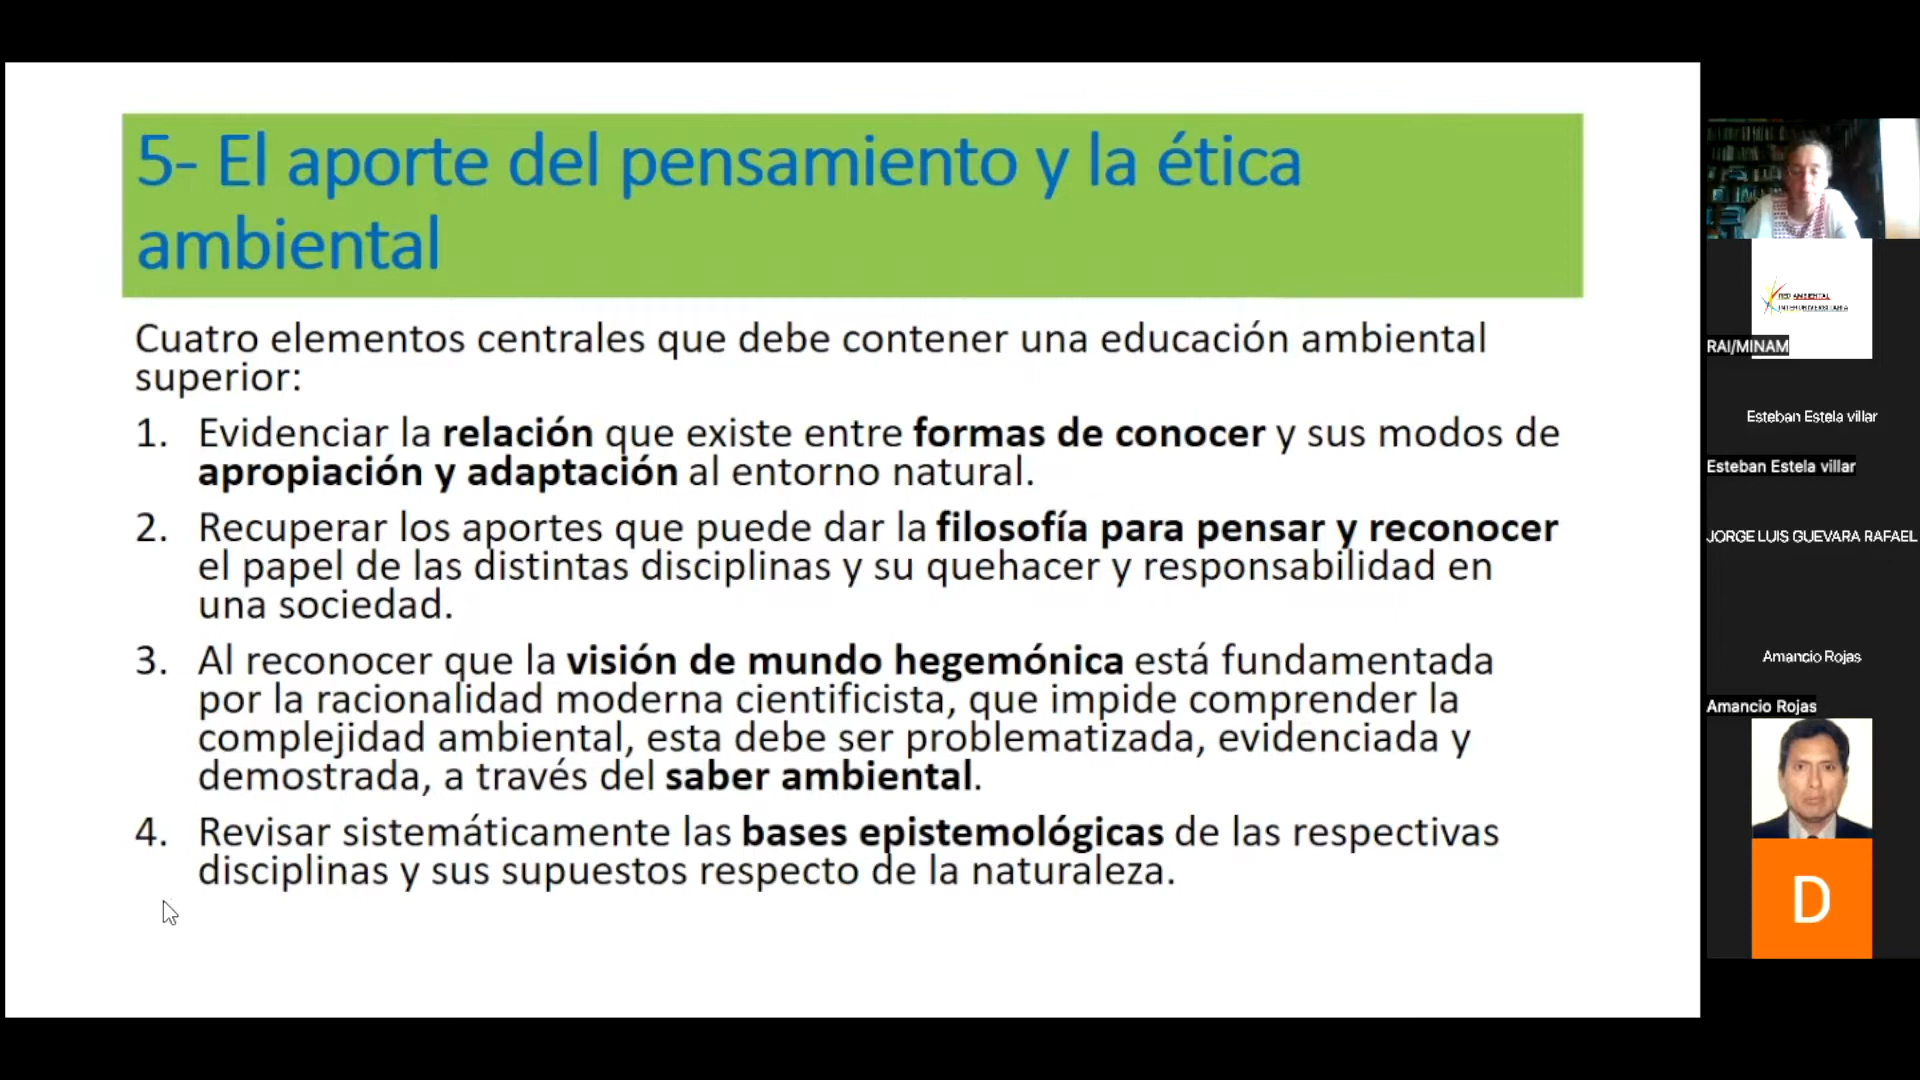 5- El aporte del pensamiento y la ética
ambiental
Cuatro elementos centrales que debe contener una educación ambiental
superior:
1. Evidenciar la relación que existe entre formas de conocer y sus modos de
apropiación y adaptación al entorno natural.
2. Recuperar los aportes que puede dar la filosofía para pensar y reconocer
el papel de las distintas disciplinas y su quehacer y responsabilidad en
una sociedad.
3. Al reconocer que la visión de mundo hegemónica está fundamentada
por la racionalidad moderna cientificista, que impide comprender la
complejidad ambiental, esta debe ser problematizada, evidenciada y
demostrada, a través del saber ambiental.
4. Revisar sistemáticamente las bases epistemológicas de las respectivas
disciplinas y sus supuestos respecto de la naturaleza.
RED AMBIENTAL
INTERUNIVERSITARIA
RAI/MINAM
Esteban Estela villar
Esteban Estela villar
JORGE LUIS GUEVARA RAFAEL
Amancio Rojas
Amancio Rojas
D